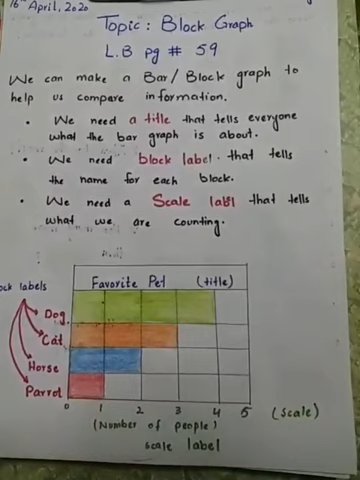 16th April, 2020
Topic: Block Graph
L.B pg # 59
We can make a Bar/Block graph to
help us compare information.
• We need a title that tells everyone
what the bar graph is about.
• We need block label that tells
the name for each block.
• We need a Scale labl that tells
what we are counting.
ock labels
Favorite Pet (title)
Dog
Cat
Horse
Parrot
0 1 2 3 4 5 (scale)
(Number of people)
scale label